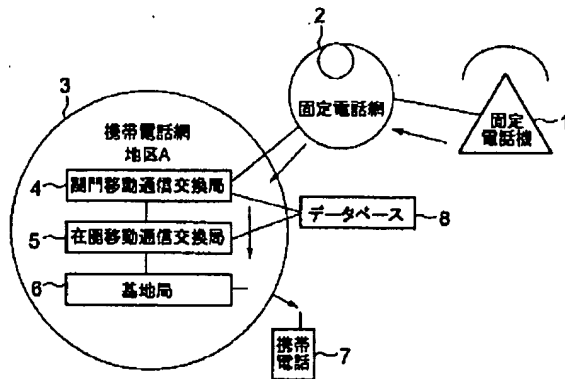 2
3
固定電話網
携帯電話網
地区A
固定
電話機
1
4
関門移動通信交換局
5
在圏移動通信交換局
データベース
8
6
基地局
携帯
電話
7